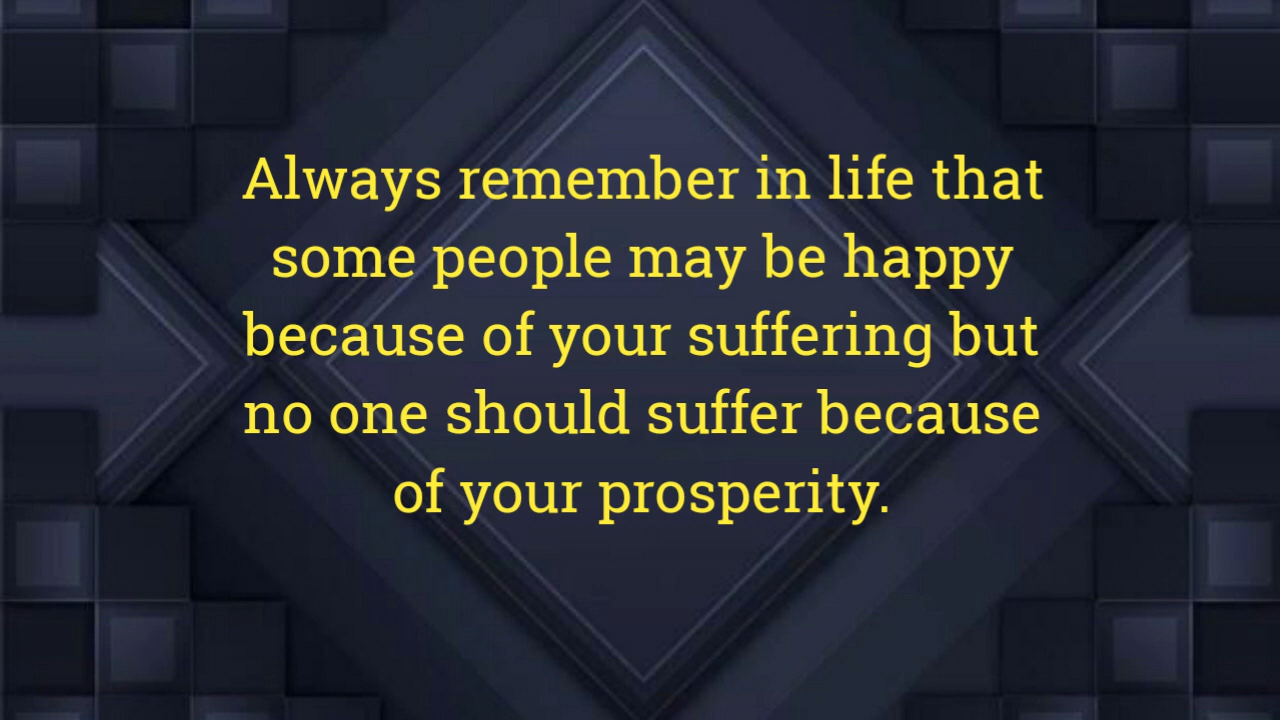 Always remember in life that
some people may be happy
because of your suffering but
no one should suffer because
of your prosperity.